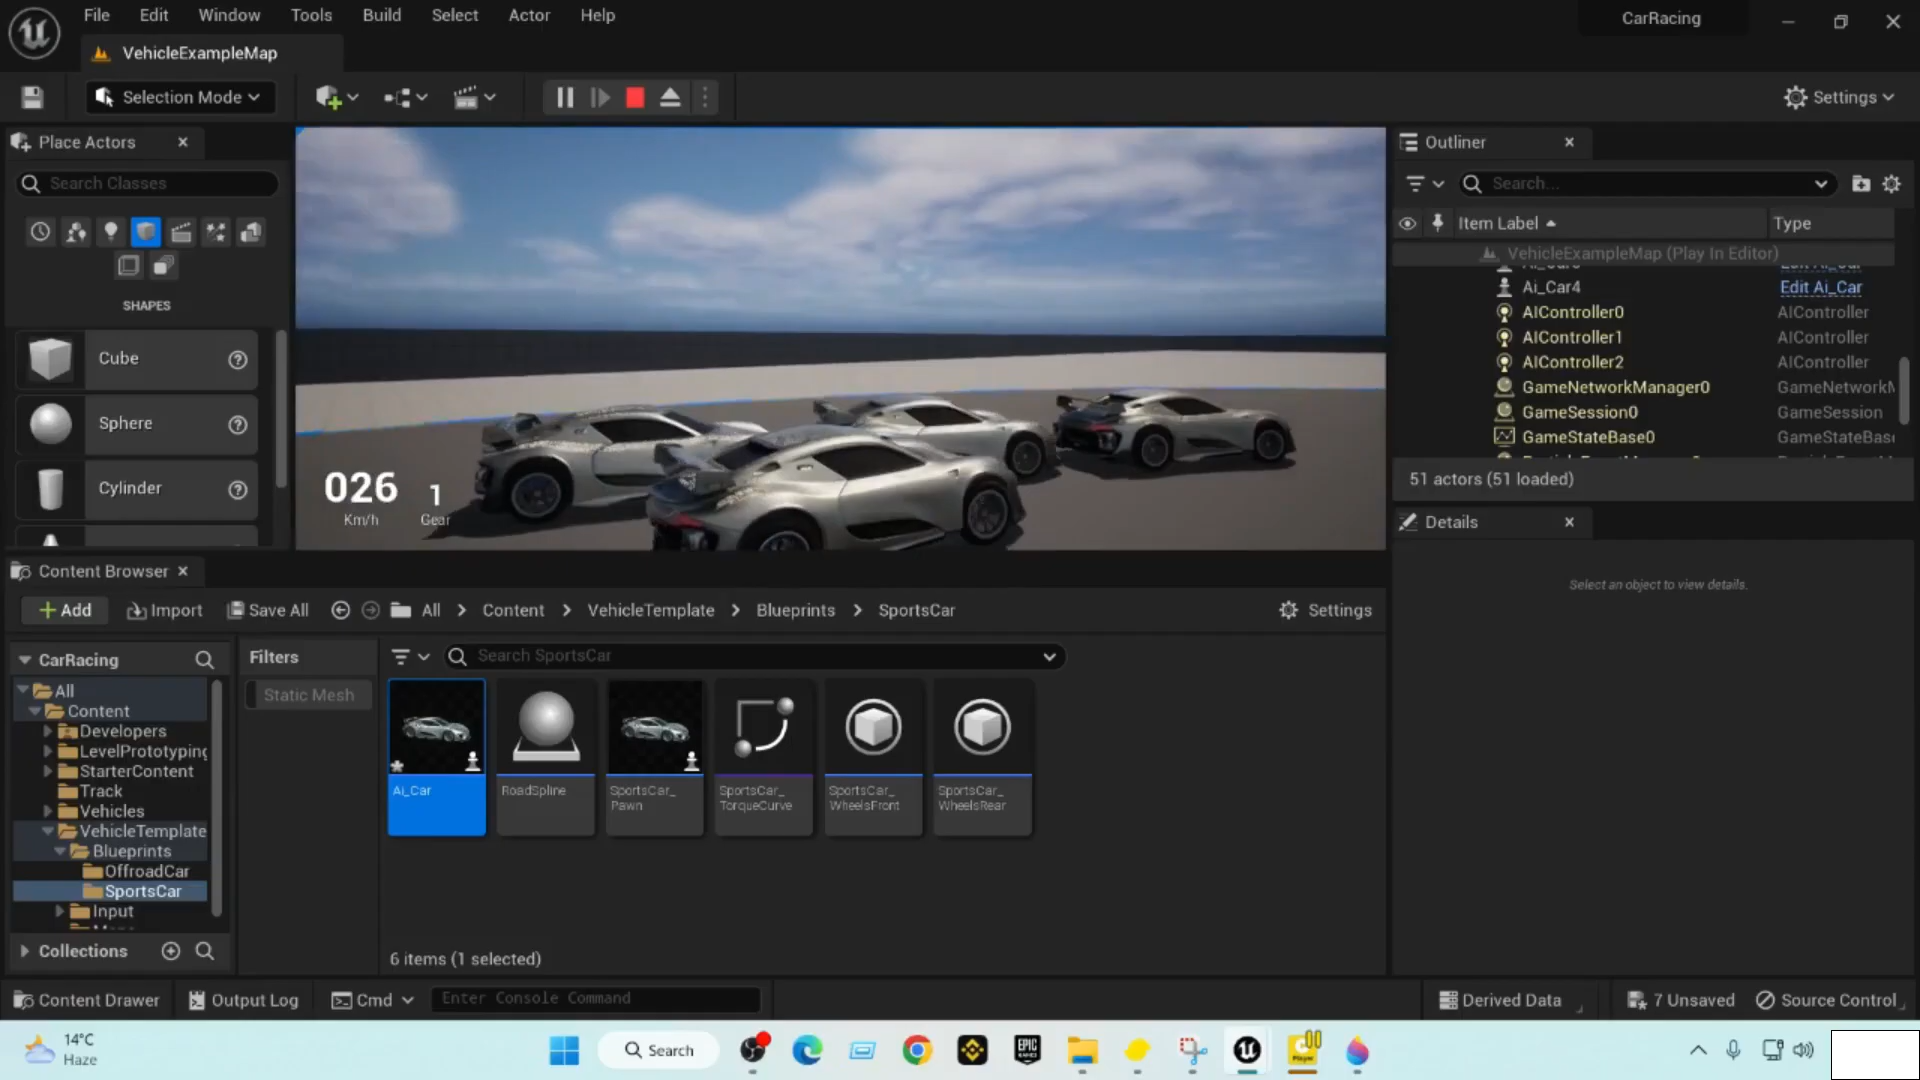 File Edit Window Tools Build Select Actor Help
CarRacing
VehicleExampleMap
Selection Mode
Settings
Place Actors
Search Classes
SHAPES
Cube
Sphere
Cylinder
026
Km/h
1
Gear
Outliner
Search...
Item Label
Type
VehicleExampleMap (Play In Editor)
Ai_Car4 Edit Ai_Car
AIController0 AIController
AIController1 AIController
AIController2 AIController
GameNetworkManager0 GameNetworkM
GameSession0 GameSession
GameStateBase0 GameStateBase
51 actors (51 loaded)
Details
Select an object to view details.
Content Browser
Add Import Save All All Content VehicleTemplate Blueprints SportsCar Settings
CarRacing
All
Content
Developers
LevelPrototyping
StarterContent
Track
Vehicles
VehicleTemplate
Blueprints
OffroadCar
SportsCar
Input
Collections
Filters
Static Mesh
Search SportsCar
Ai_Car
RoadSpline
SportsCar_
Pawn
SportsCar_
TorqueCurve
SportsCar_
WheelsFront
SportsCar_
WheelsRear
6 items (1 selected)
Content Drawer Output Log Cmd Enter Console Command Derived Data 7 Unsaved Source Control
14°C
Haze
Search
EPIC
GAMES
Player